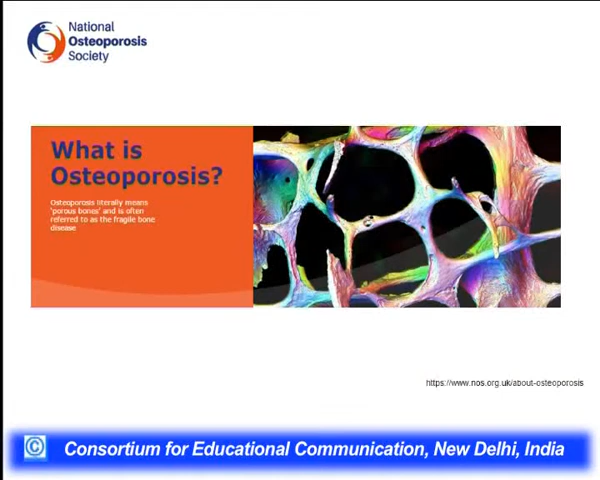 National
Osteoporosis
Society
What is
Osteoporosis?
Osteoporosis literally means
'porous bones' and is often
referred to as the fragile bone
disease
https://www.nos.org.uk/about-osteoporosis
© Consortium for Educational Communication, New Delhi, India